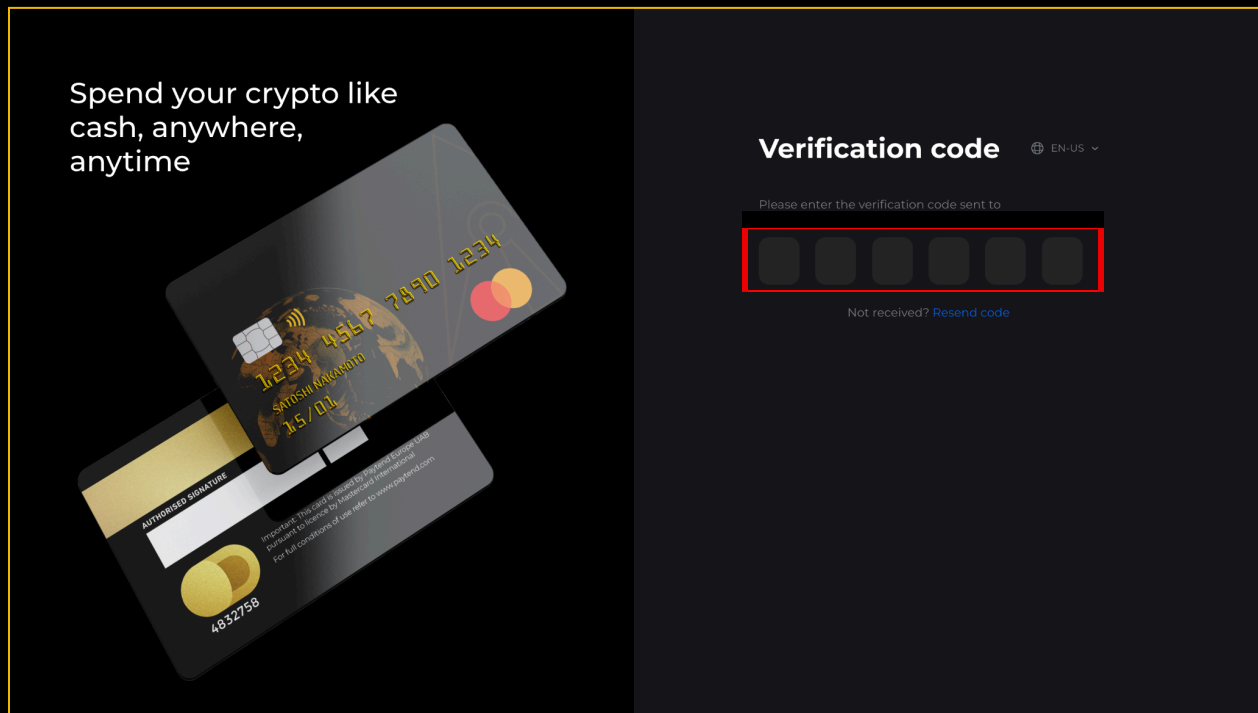 Spend your crypto like
cash, anywhere,
anytime
1234 4567 7890 1234
SATOSHI NAKAMOTO
15/01
AUTHORISED SIGNATURE
Important: This card is issued by Paytend Europe UAB
pursuant to licence by Mastercard International
For full conditions of use refer to www.paytend.com
4832758
Verification code
EN-US
Please enter the verification code sent to
Not received? Resend code